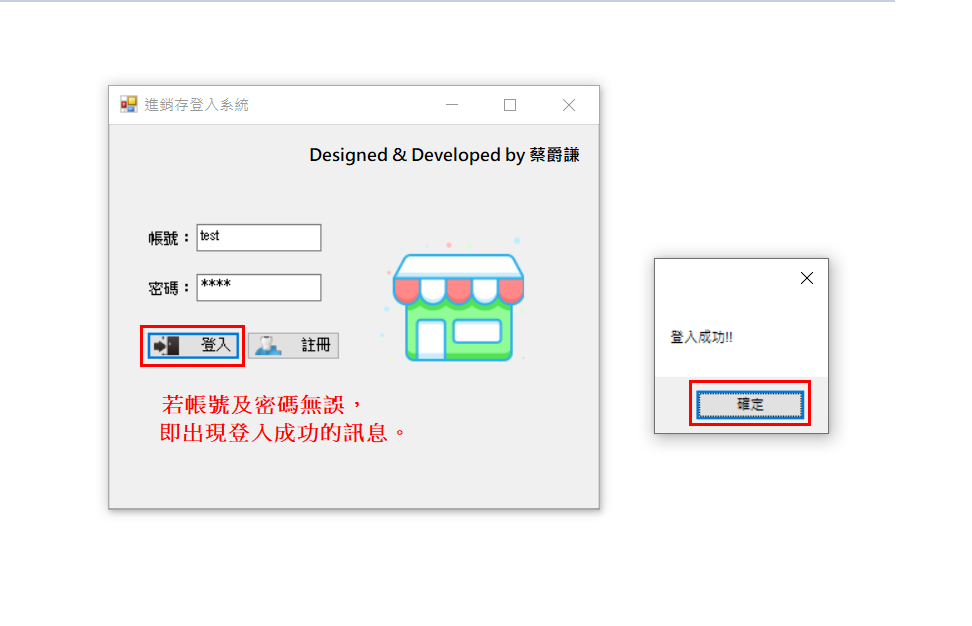 進銷存登入系統
Designed & Developed by 蔡爵謙
帳號：test
密碼：****
登入
註冊
若帳號及密碼無誤，
即出現登入成功的訊息。
登入成功!!
確定